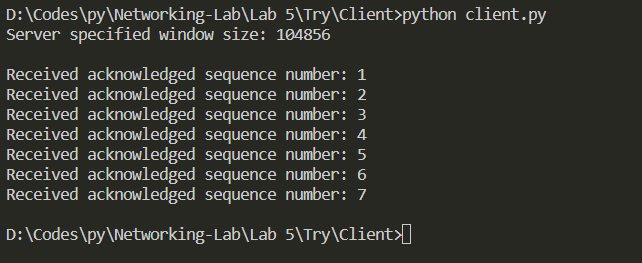 D:\Codes\py\Networking-Lab\Lab 5\Try\Client>python client.py
Server specified window size: 104856
Received acknowledged sequence number: 1
Received acknowledged sequence number: 2
Received acknowledged sequence number: 3
Received acknowledged sequence number: 4
Received acknowledged sequence number: 5
Received acknowledged sequence number: 6
Received acknowledged sequence number: 7
D:\Codes\py\Networking-Lab\Lab 5\Try\Client>